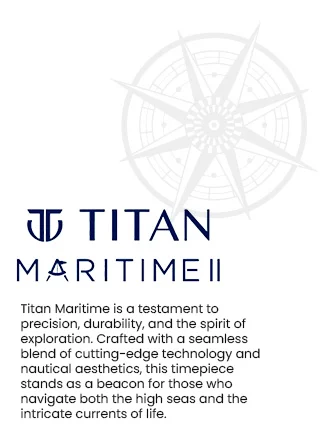 TITAN
MARITIME II
Titan Maritime is a testament to
precision, durability, and the spirit of
exploration. Crafted with a seamless
blend of cutting-edge technology and
nautical aesthetics, this timepiece
stands as a beacon for those who
navigate both the high seas and the
intricate currents of life.